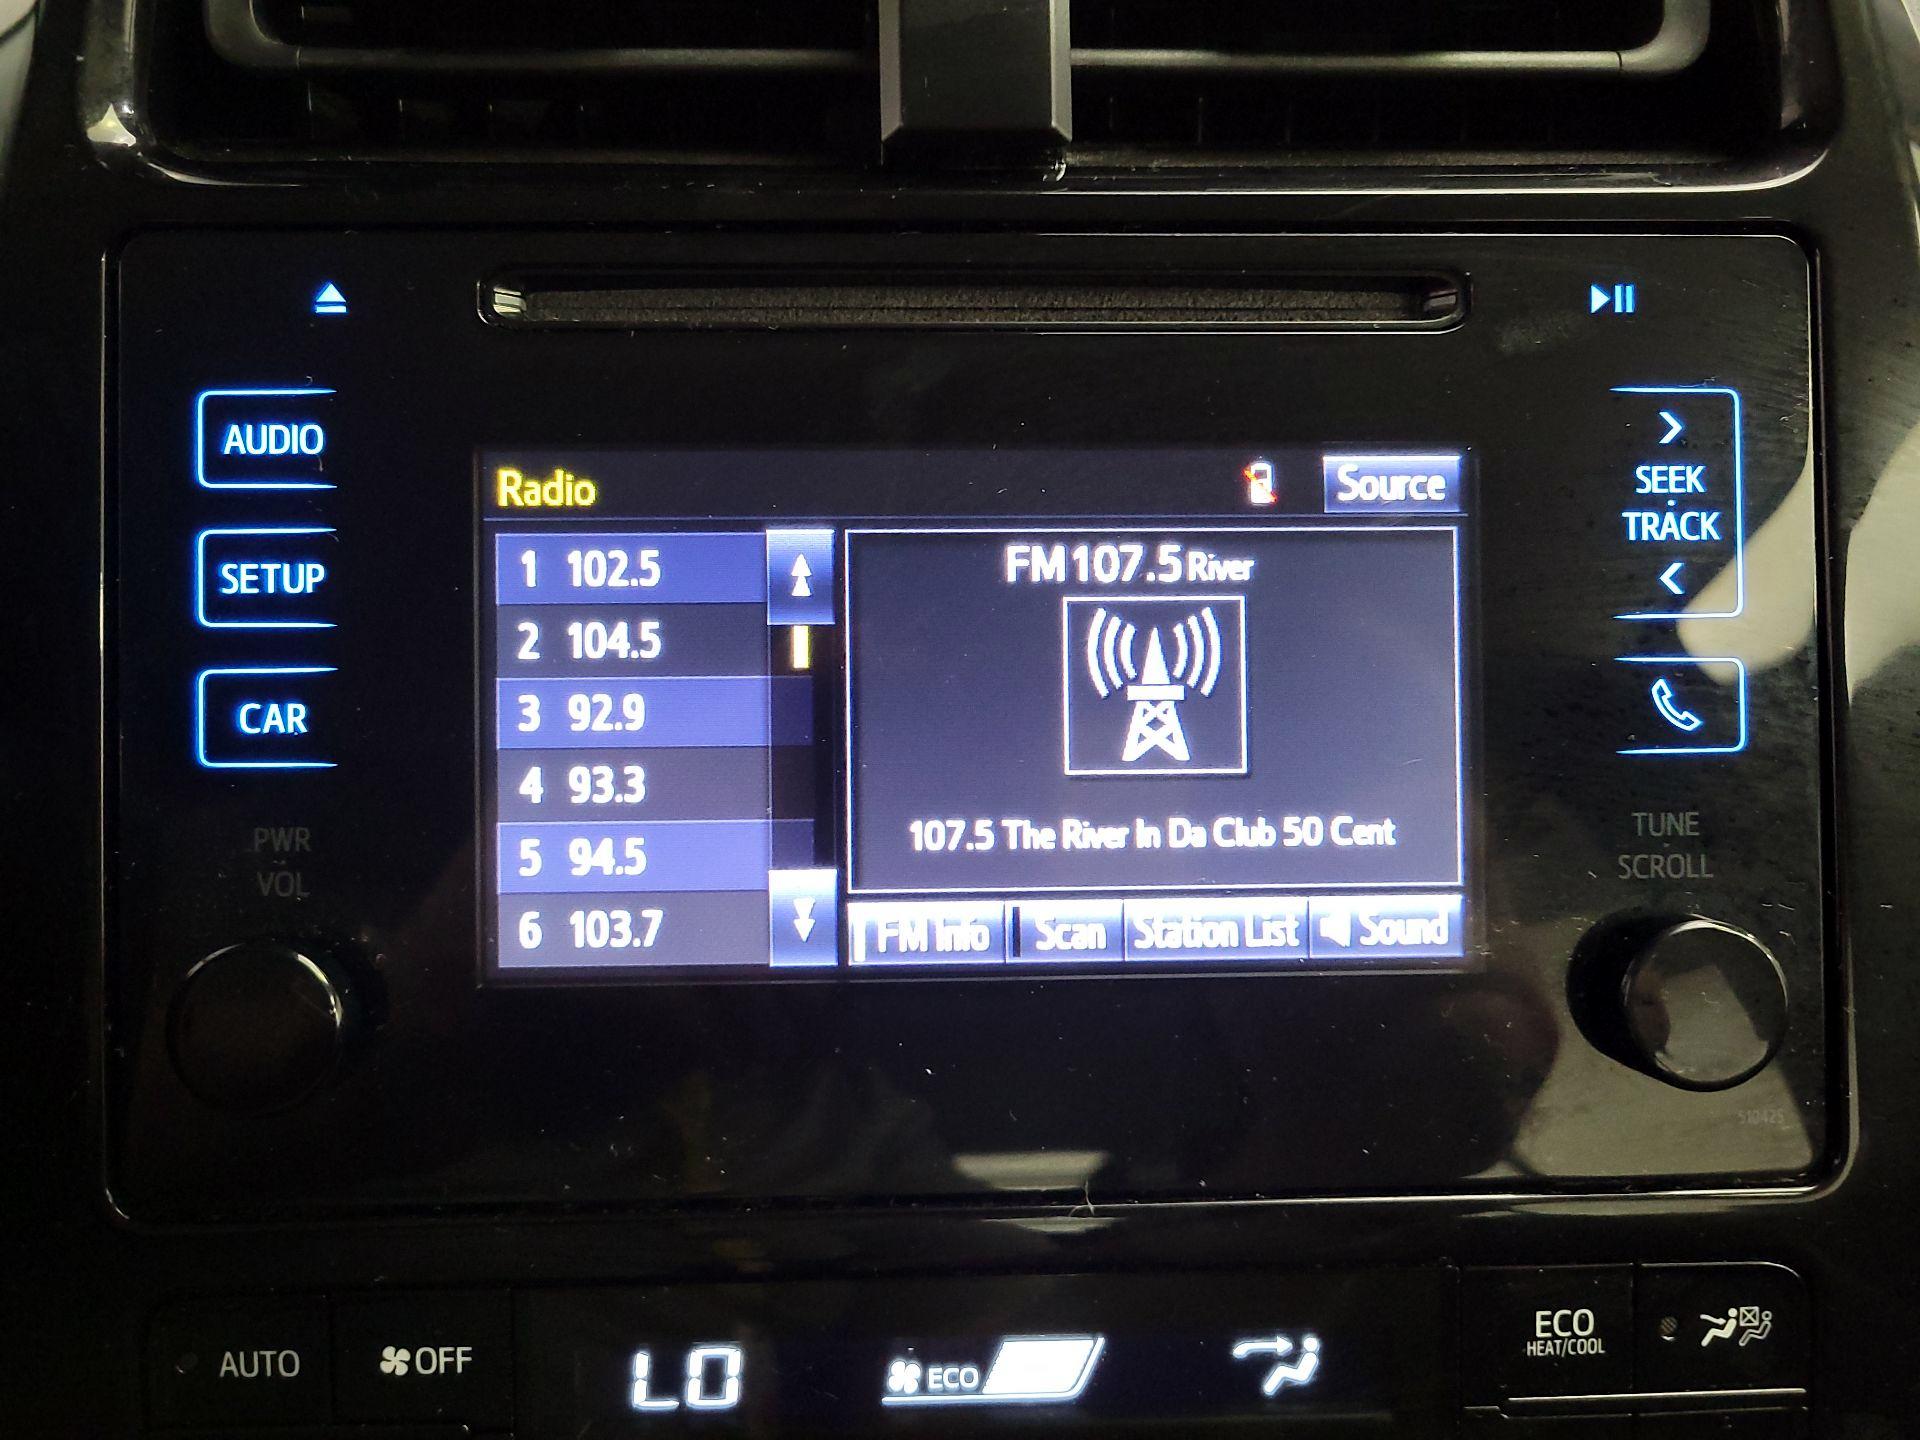 AUDIO
SETUP
CAR
PWR
VOL
Radio
Source
1 102.5
2 104.5
3 92.9
4 93.3
5 94.5
6 103.7
FM 107.5 River
107.5 The River In Da Club 50 Cent
FM Info
Scan
Station List
Sound
SEEK
TRACK
TUNE
SCROLL
510425
AUTO
OFF
LO
ECO
ECO
HEAT/COOL